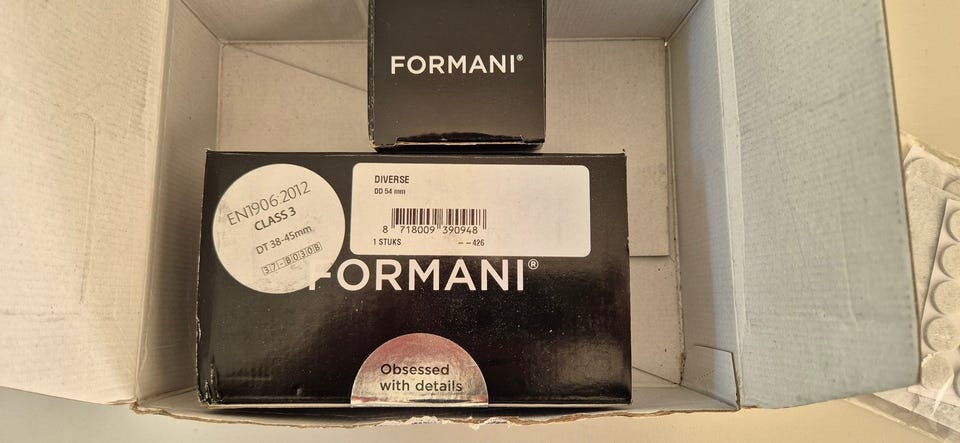 FORMANI®
EN1906:2012
CLASS 3
DT 38-45mm
37-B0308
DIVERSE
DD 54 mm
8 718009 390948
1 STUKS -- 426
FORMANI®
Obsessed
with details